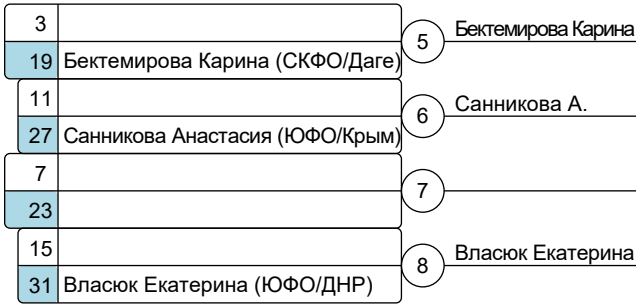 3
5 Бектемирова Карина
19 Бектемирова Карина (СКФО/Даге)
11
6 Санникова А.
27 Санникова Анастасия (ЮФО/Крым)
7
7
23
15
8 Власюк Екатерина
31 Власюк Екатерина (ЮФО/ДНР)